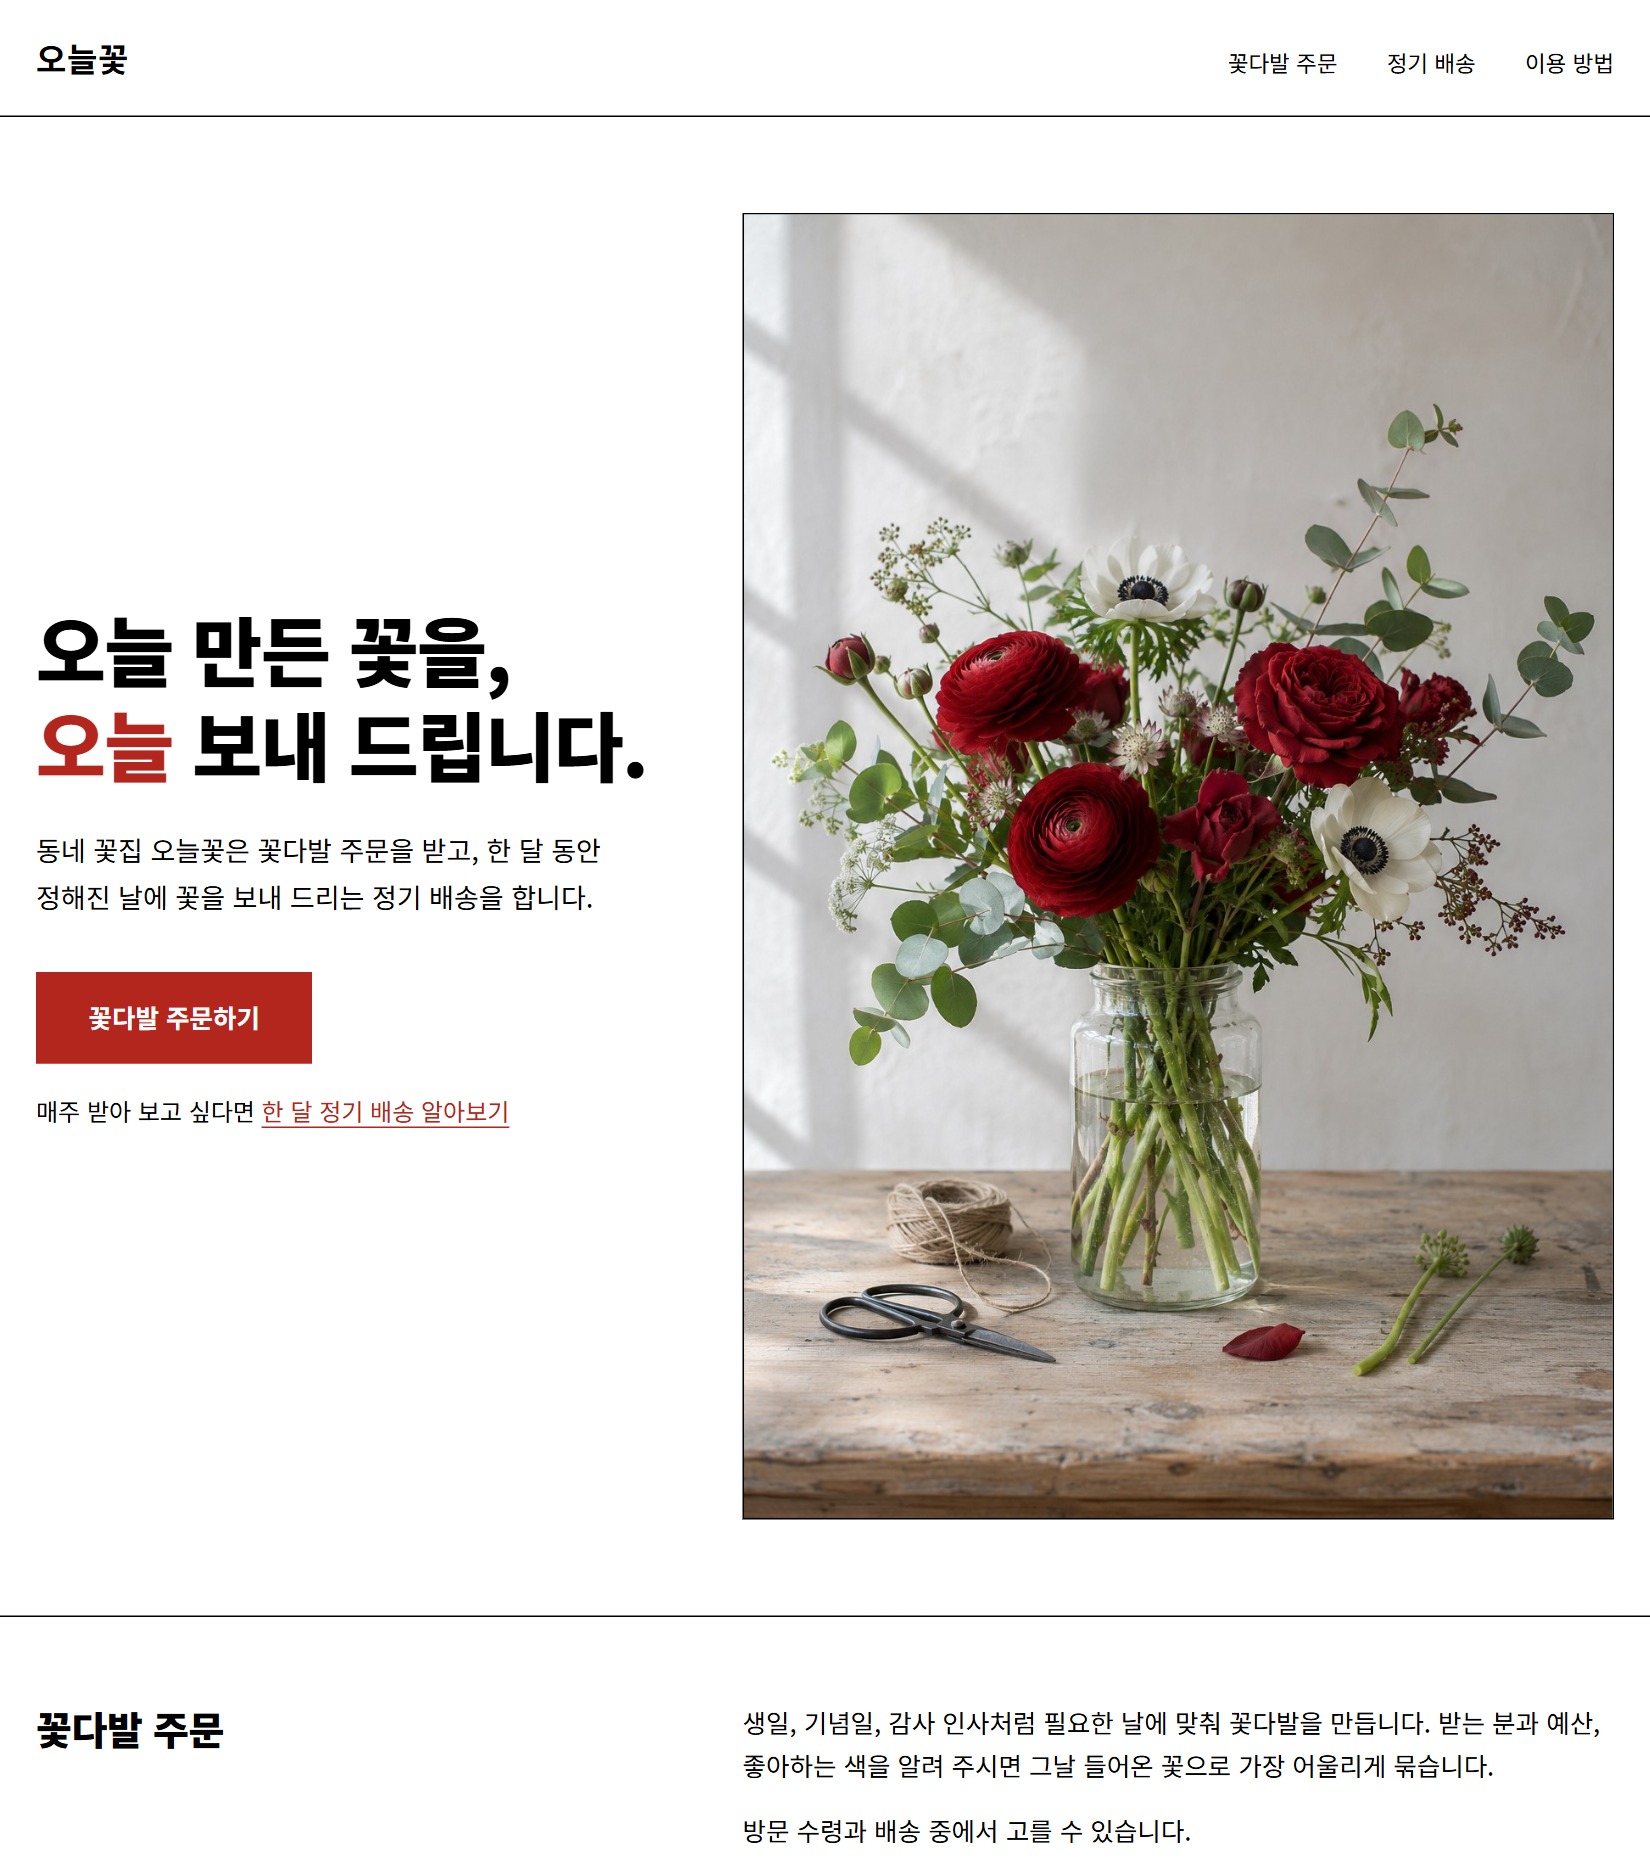 오늘꽃
꽃다발 주문
정기 배송
이용 방법
오늘 만든 꽃을,
오늘 보내 드립니다.
동네 꽃집 오늘꽃은 꽃다발 주문을 받고, 한 달 동안
정해진 날에 꽃을 보내 드리는 정기 배송을 합니다.
꽃다발 주문하기
매주 받아 보고 싶다면 한 달 정기 배송 알아보기
꽃다발 주문
생일, 기념일, 감사 인사처럼 필요한 날에 맞춰 꽃다발을 만듭니다. 받는 분과 예산,
좋아하는 색을 알려 주시면 그날 들어온 꽃으로 가장 어울리게 묶습니다.
방문 수령과 배송 중에서 고를 수 있습니다.